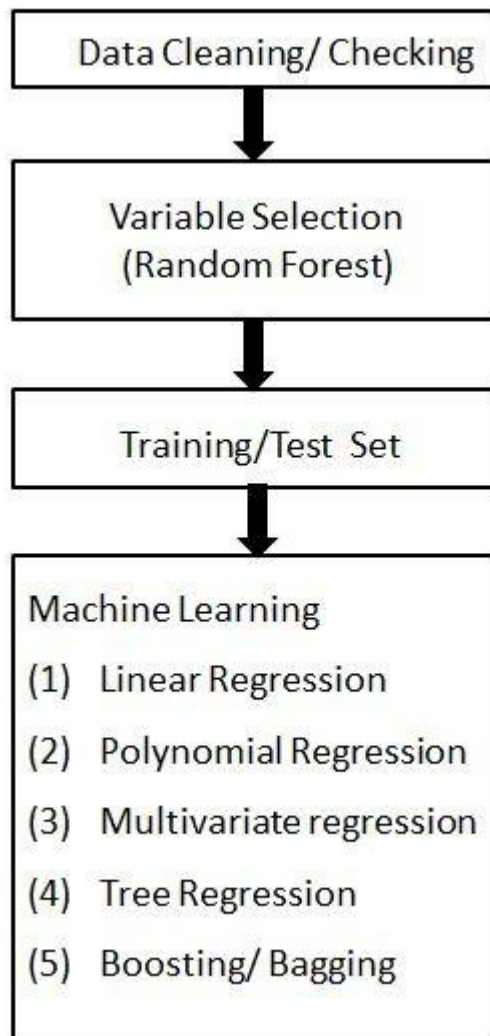 Data Cleaning/ Checking
Variable Selection
(Random Forest)
Training/Test Set
Machine Learning
(1) Linear Regression
(2) Polynomial Regression
(3) Multivariate regression
(4) Tree Regression
(5) Boosting/ Bagging